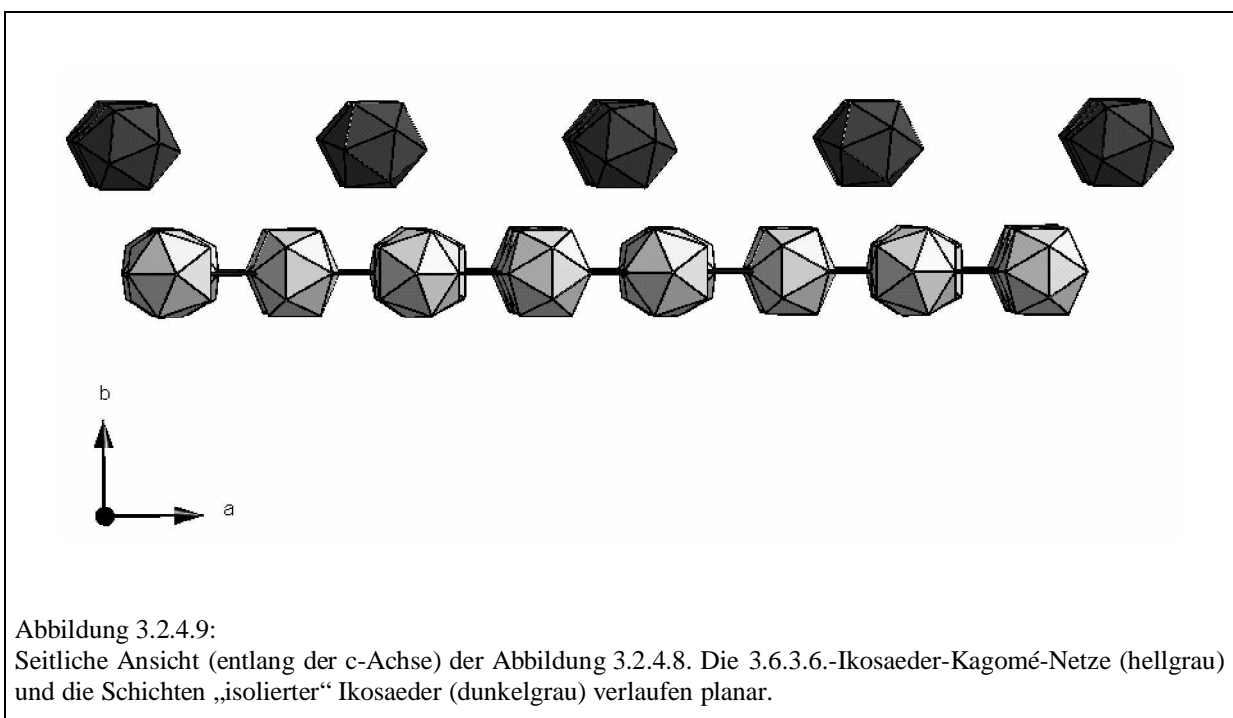 b
a
Abbildung 3.2.4.9:
Seitliche Ansicht (entlang der c-Achse) der Abbildung 3.2.4.8. Die 3.6.3.6.-Ikosaeder-Kagomé-Netze (hellgrau)
und die Schichten „isolierter“ Ikosaeder (dunkelgrau) verlaufen planar.